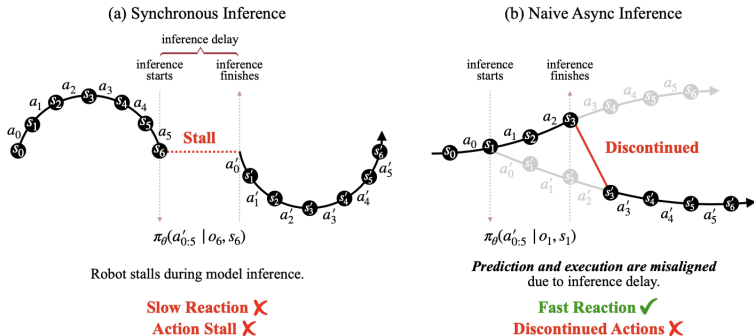 (a) Synchronous Inference
inference delay
inference starts
inference finishes
a₀ a₁ a₂ a₃ a₄ a₅
s₀ s₁ s₂ s₃ s₄ s₅ s₆
Stall
a′₀ a′₁ a′₂ a′₃ a′₄ a′₅
s′₁ s′₂ s′₃ s′₄ s′₅ s′₆
π_θ(a′₀:₅ | o₆, s₆)
Robot stalls during model inference.
Slow Reaction ✗
Action Stall ✗
(b) Naive Async Inference
inference starts
inference finishes
a₀ a₁ a₂ a₃ a₄ a₅
s₀ s₁ s₂ s₃ s₄ s₅ s₆
Discontinued
a′₀ a′₁ a′₂ a′₃ a′₄ a′₅
s′₃ s′₄ s′₅ s′₆
π_θ(a′₀:₅ | o₁, s₁)
Prediction and execution are misaligned
due to inference delay.
Fast Reaction ✓
Discontinued Actions ✗